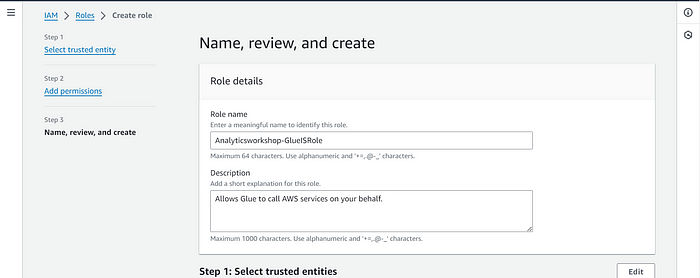 IAM > Roles > Create role
Step 1
Select trusted entity
Step 2
Add permissions
Step 3
Name, review, and create
Name, review, and create
Role details
Role name
Enter a meaningful name to identify this role.
Analyticsworkshop-GlueISRole
Maximum 64 characters. Use alphanumeric and '+=,.@-_' characters.
Description
Add a short explanation for this role.
Allows Glue to call AWS services on your behalf.
Maximum 1000 characters. Use alphanumeric and '+=,.@-_' characters.
Step 1: Select trusted entities
Edit